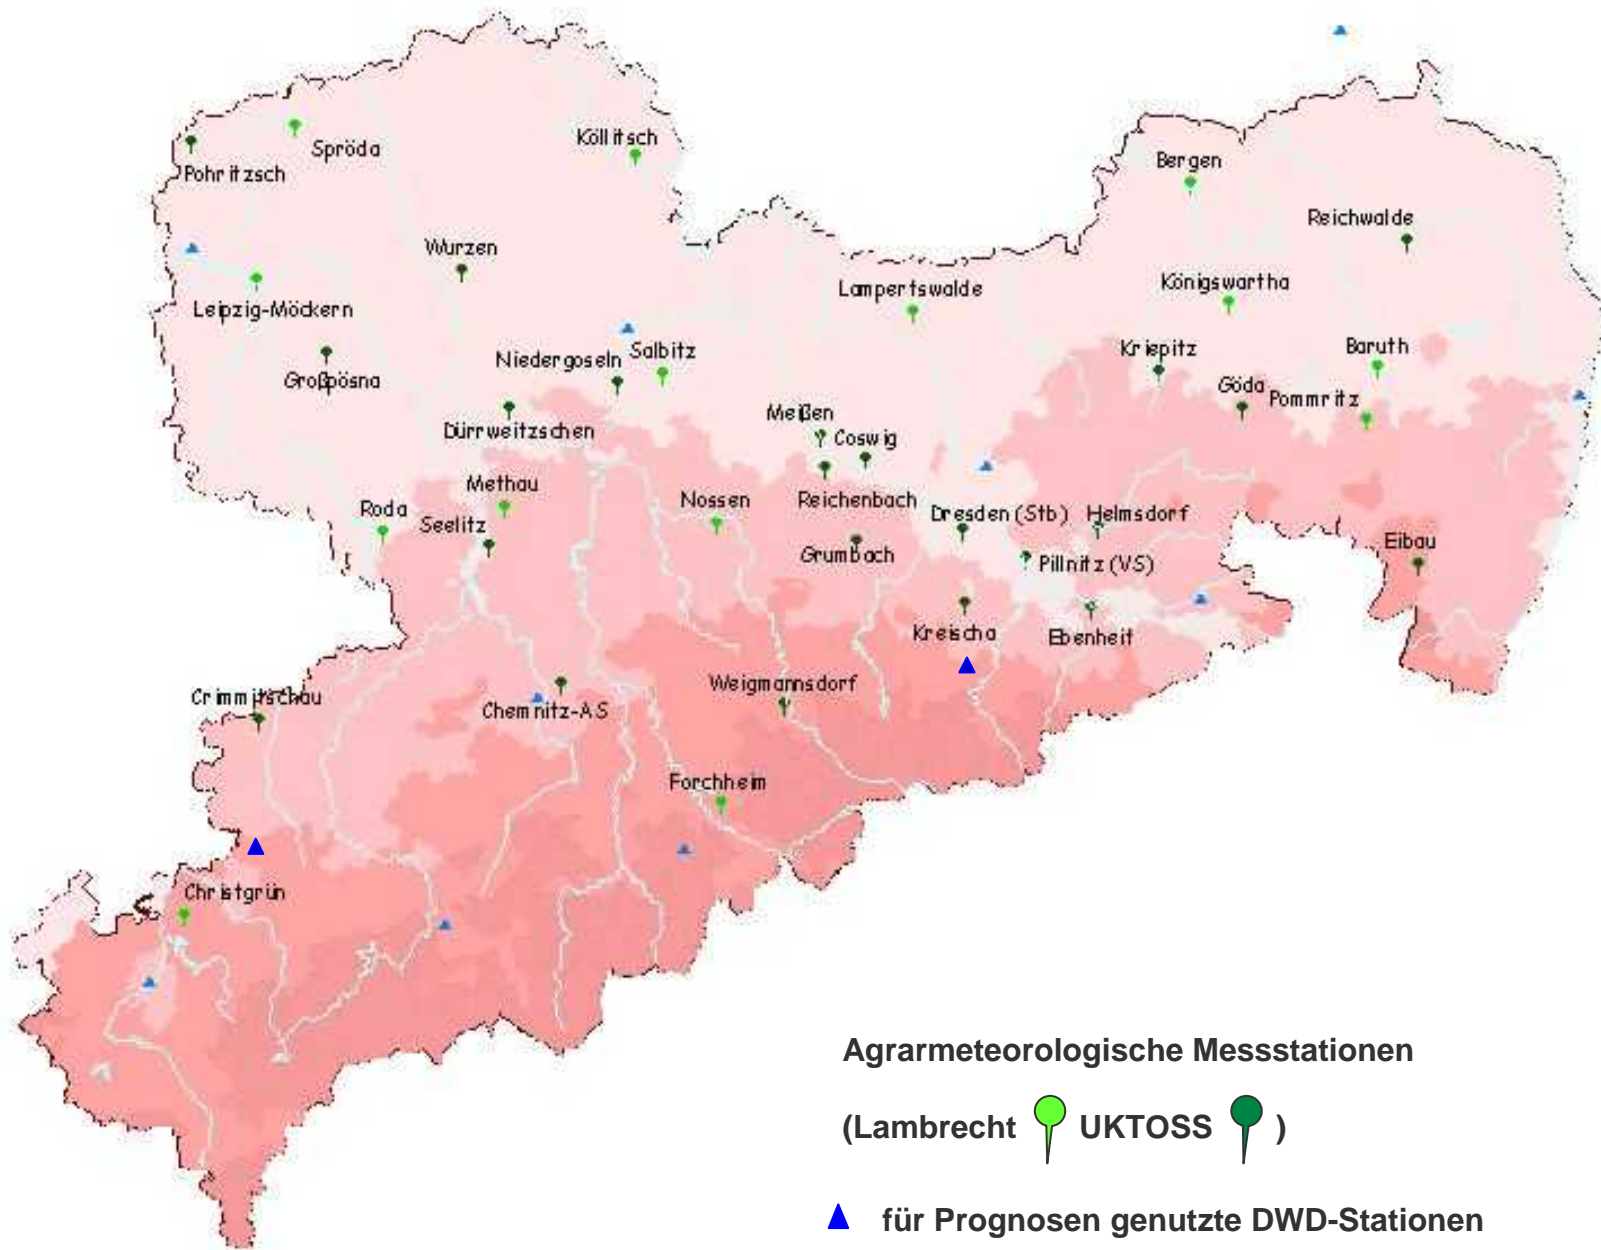 Köllitsch
Spröda
Pohritzsch
Bergen
Reichwalde
Wurzen
Königswartha
Lampertswalde
Leipzig-Möckern
Kriepitz
Baruth
Salbitz
Niedergoseln
Großpösna
Göda
Pommritz
Meißen
Coswig
Dürrweitzschen
Methau
Nossen
Reichenbach
Roda
Seelitz
Dresden (Stb)
Helmsdorf
Eibau
Grumbach
Pillnitz (VS)
Kreischa
Ebenheit
Weigmannsdorf
Crimmitschau
Chemnitz-AS
Forchheim
Christgrün
Agrarmeteorologische Messstationen
(Lambrecht UKTOSS )
für Prognosen genutzte DWD-Stationen